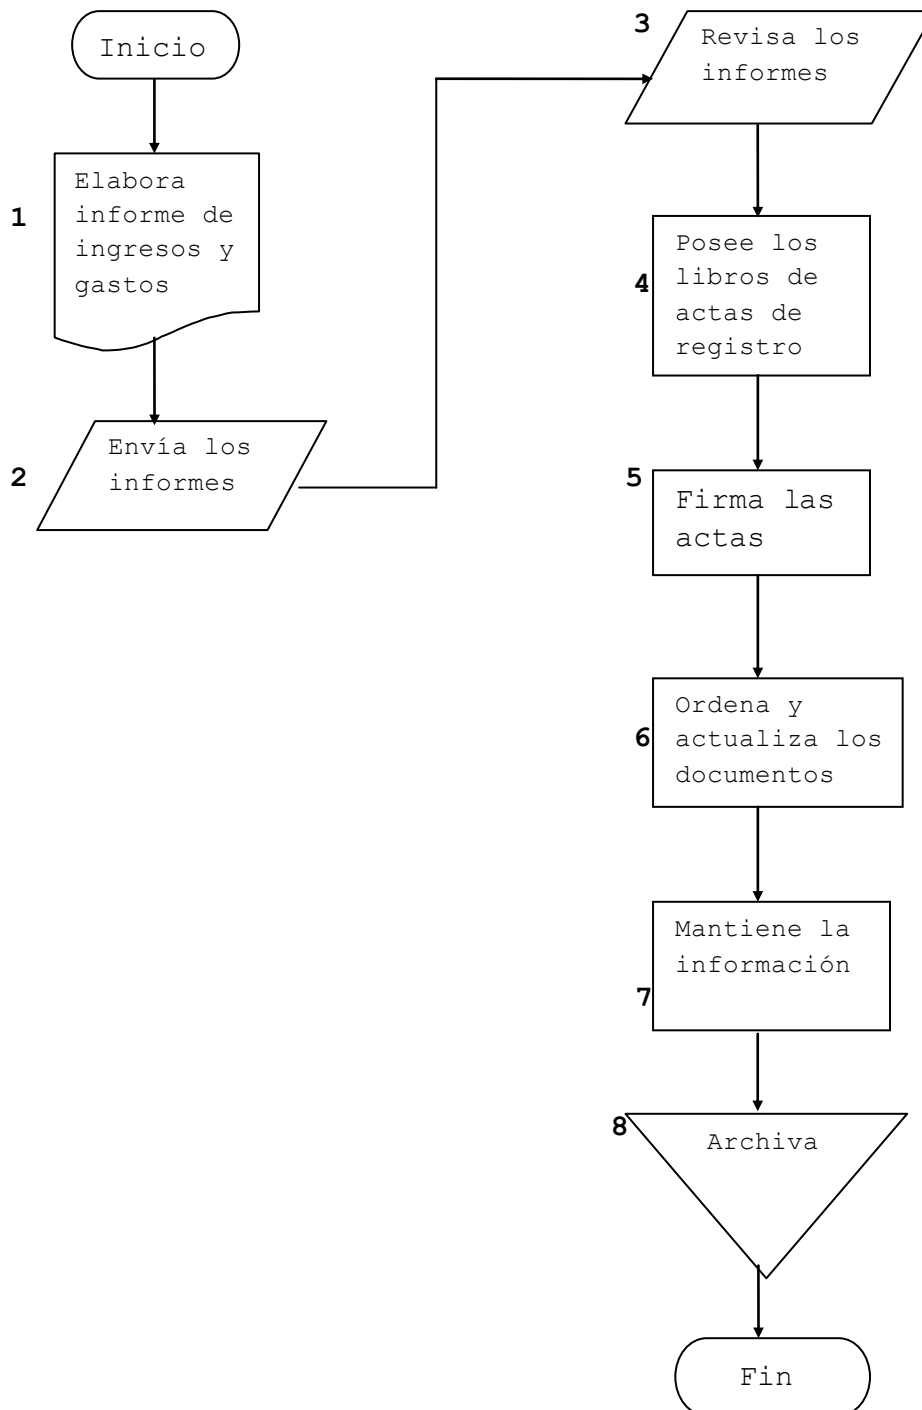 Inicio
1
Elabora
informe de
ingresos y
gastos
2
Envía los
informes
3
Revisa los
informes
4
Posee los
libros de
actas de
registro
5
Firma las
actas
6
Ordena y
actualiza los
documentos
7
Mantiene la
información
8
Archiva
Fin